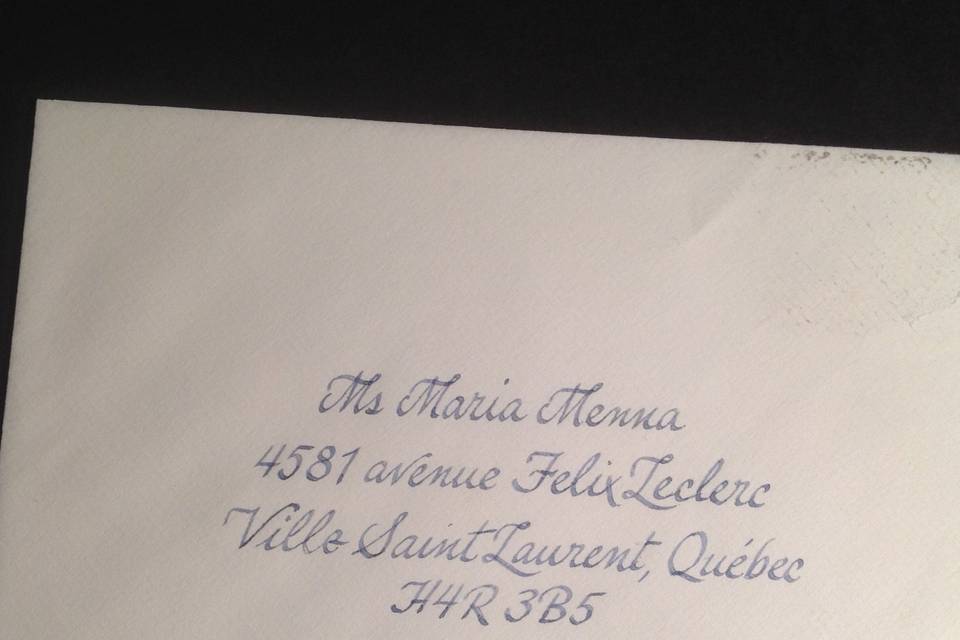 Ms Maria Menna
4581 avenue Felix Leclerc
Ville Saint Laurent, Québec
H4R 3B5